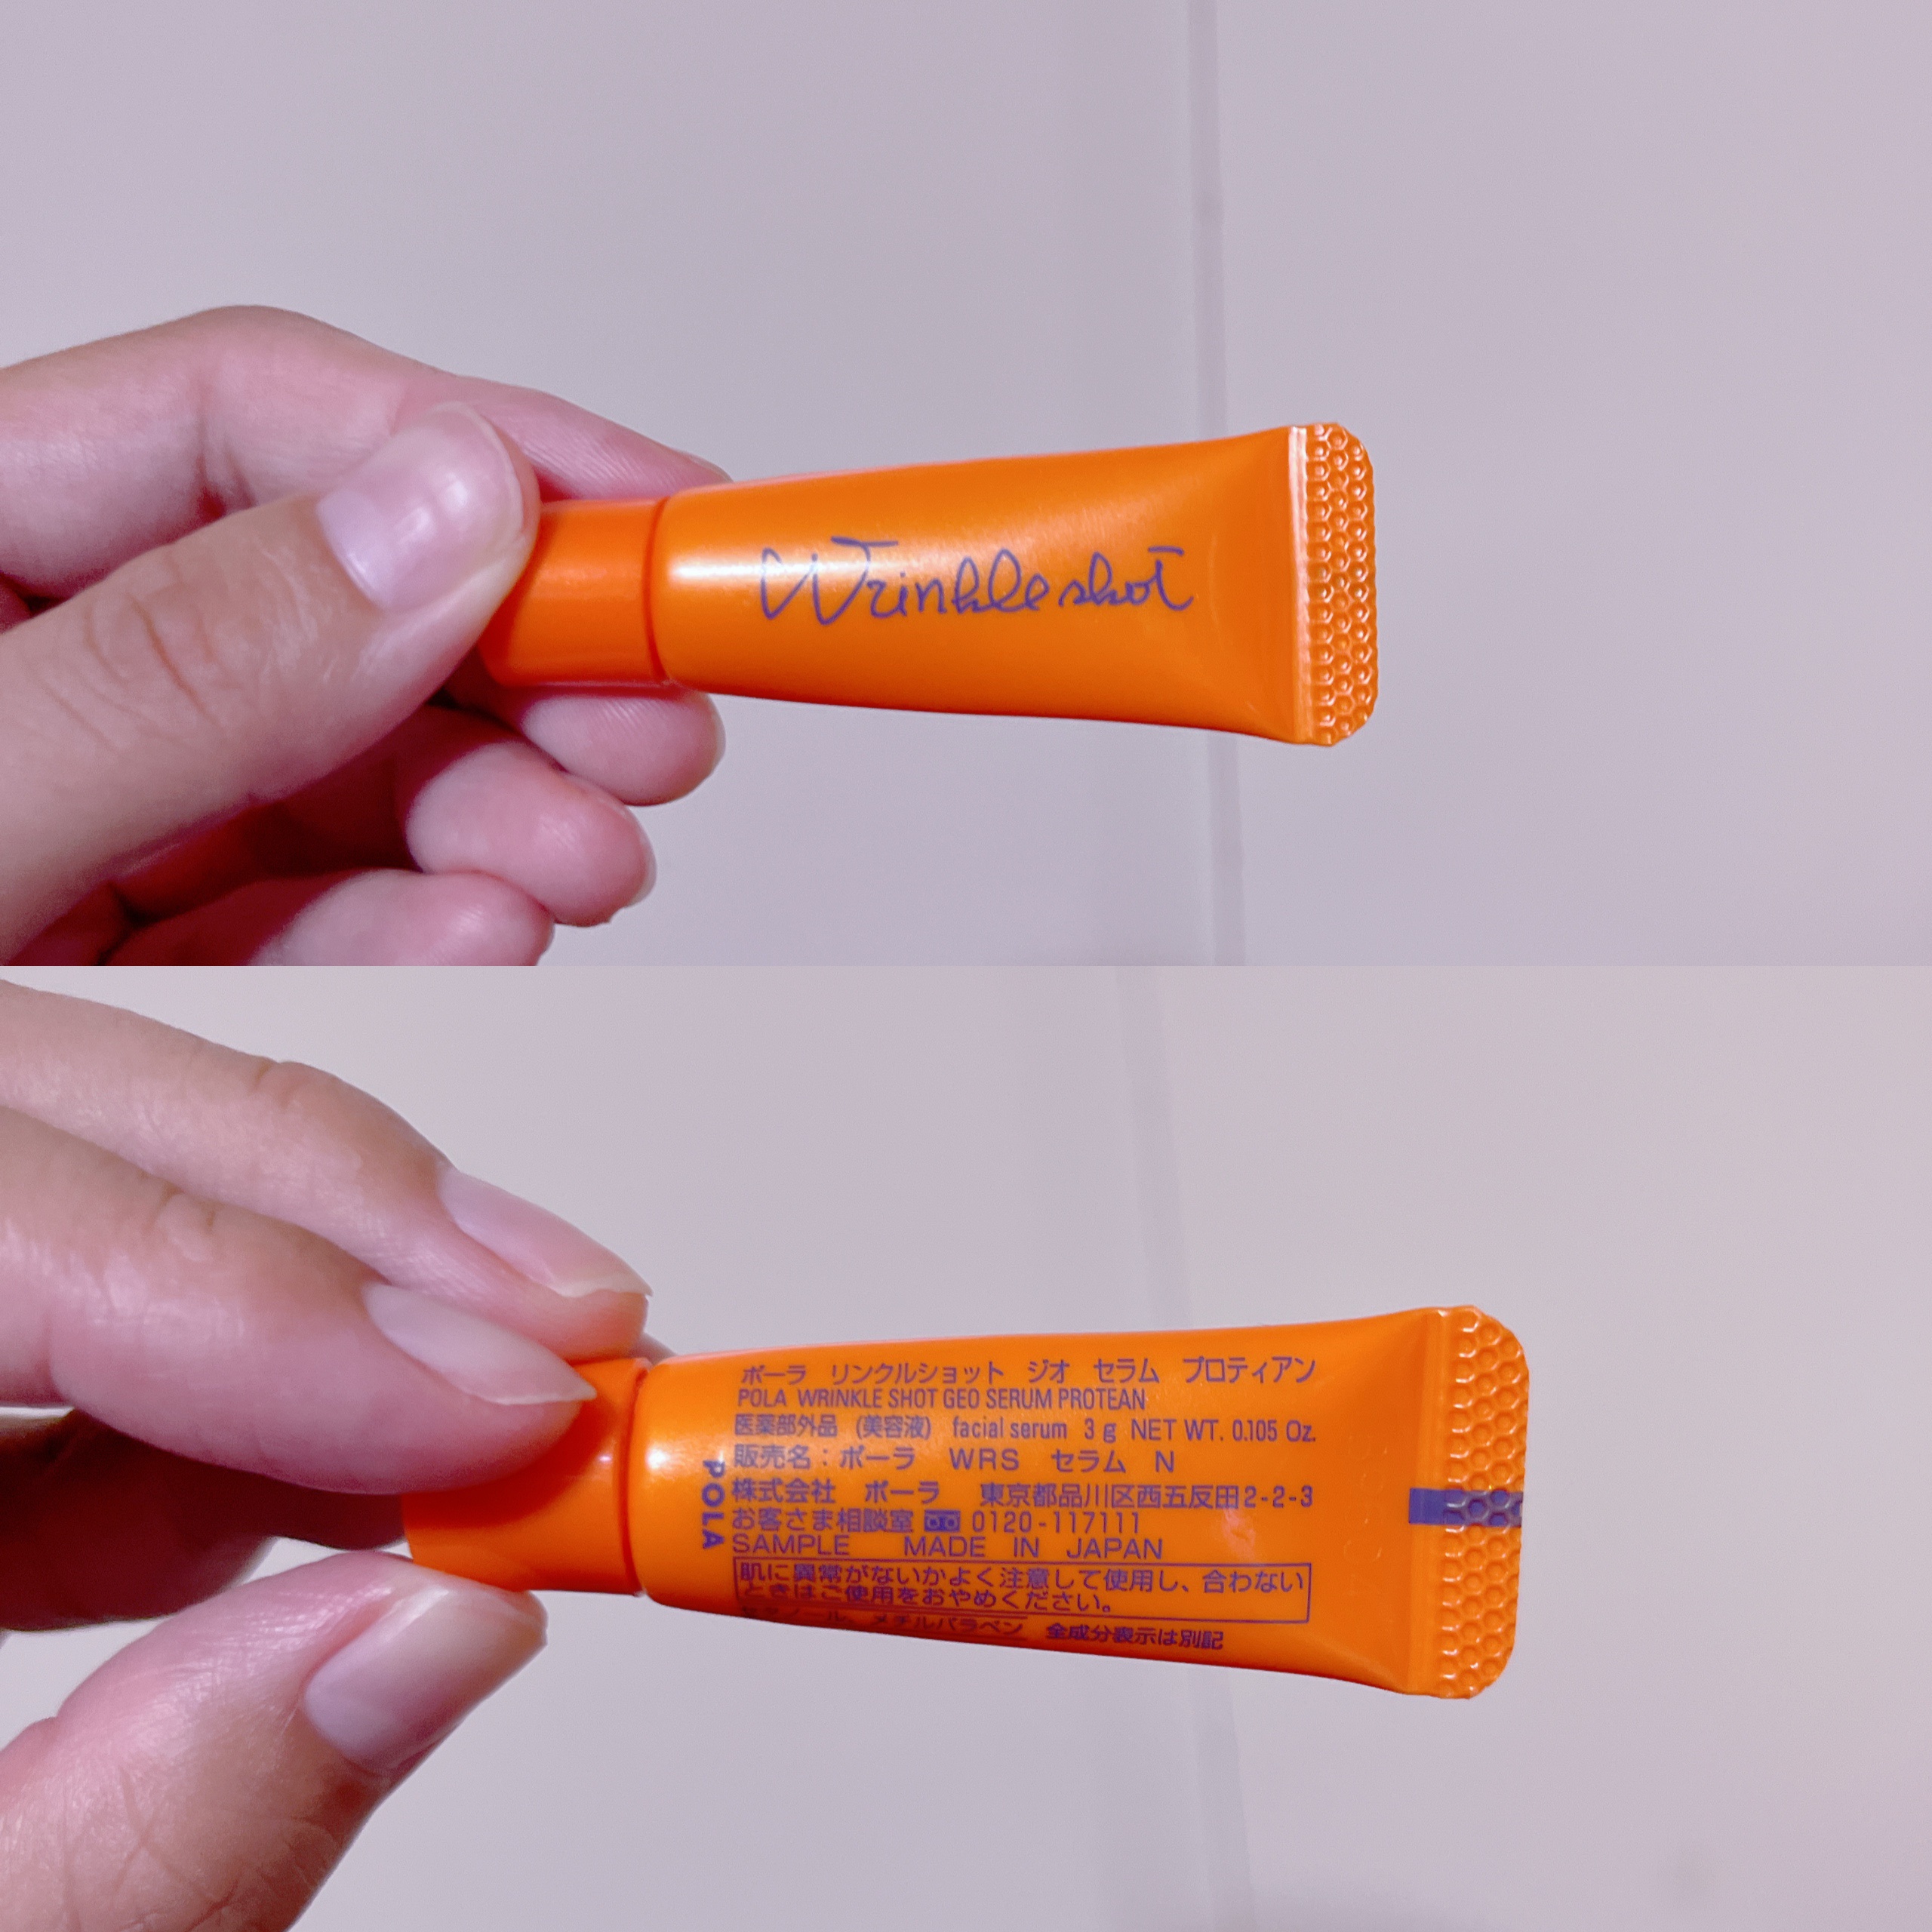 Wrinkle shot
ポーラ リンクルショット ジオ セラム プロティアン
POLA WRINKLE SHOT GEO SERUM PROTEAN
医薬部外品 (美容液) facial serum 3 g NET WT. 0.105 Oz.
販売名:ポーラ WRS セラム N
株式会社 ポーラ 東京都品川区西五反田2-2-3
お客さま相談室 0120-117111
SAMPLE MADE IN JAPAN
肌に異常がないかよく注意して使用し、合わない
ときはご使用をおやめください。
メチルパラベン 全成分表示は別記
POLA